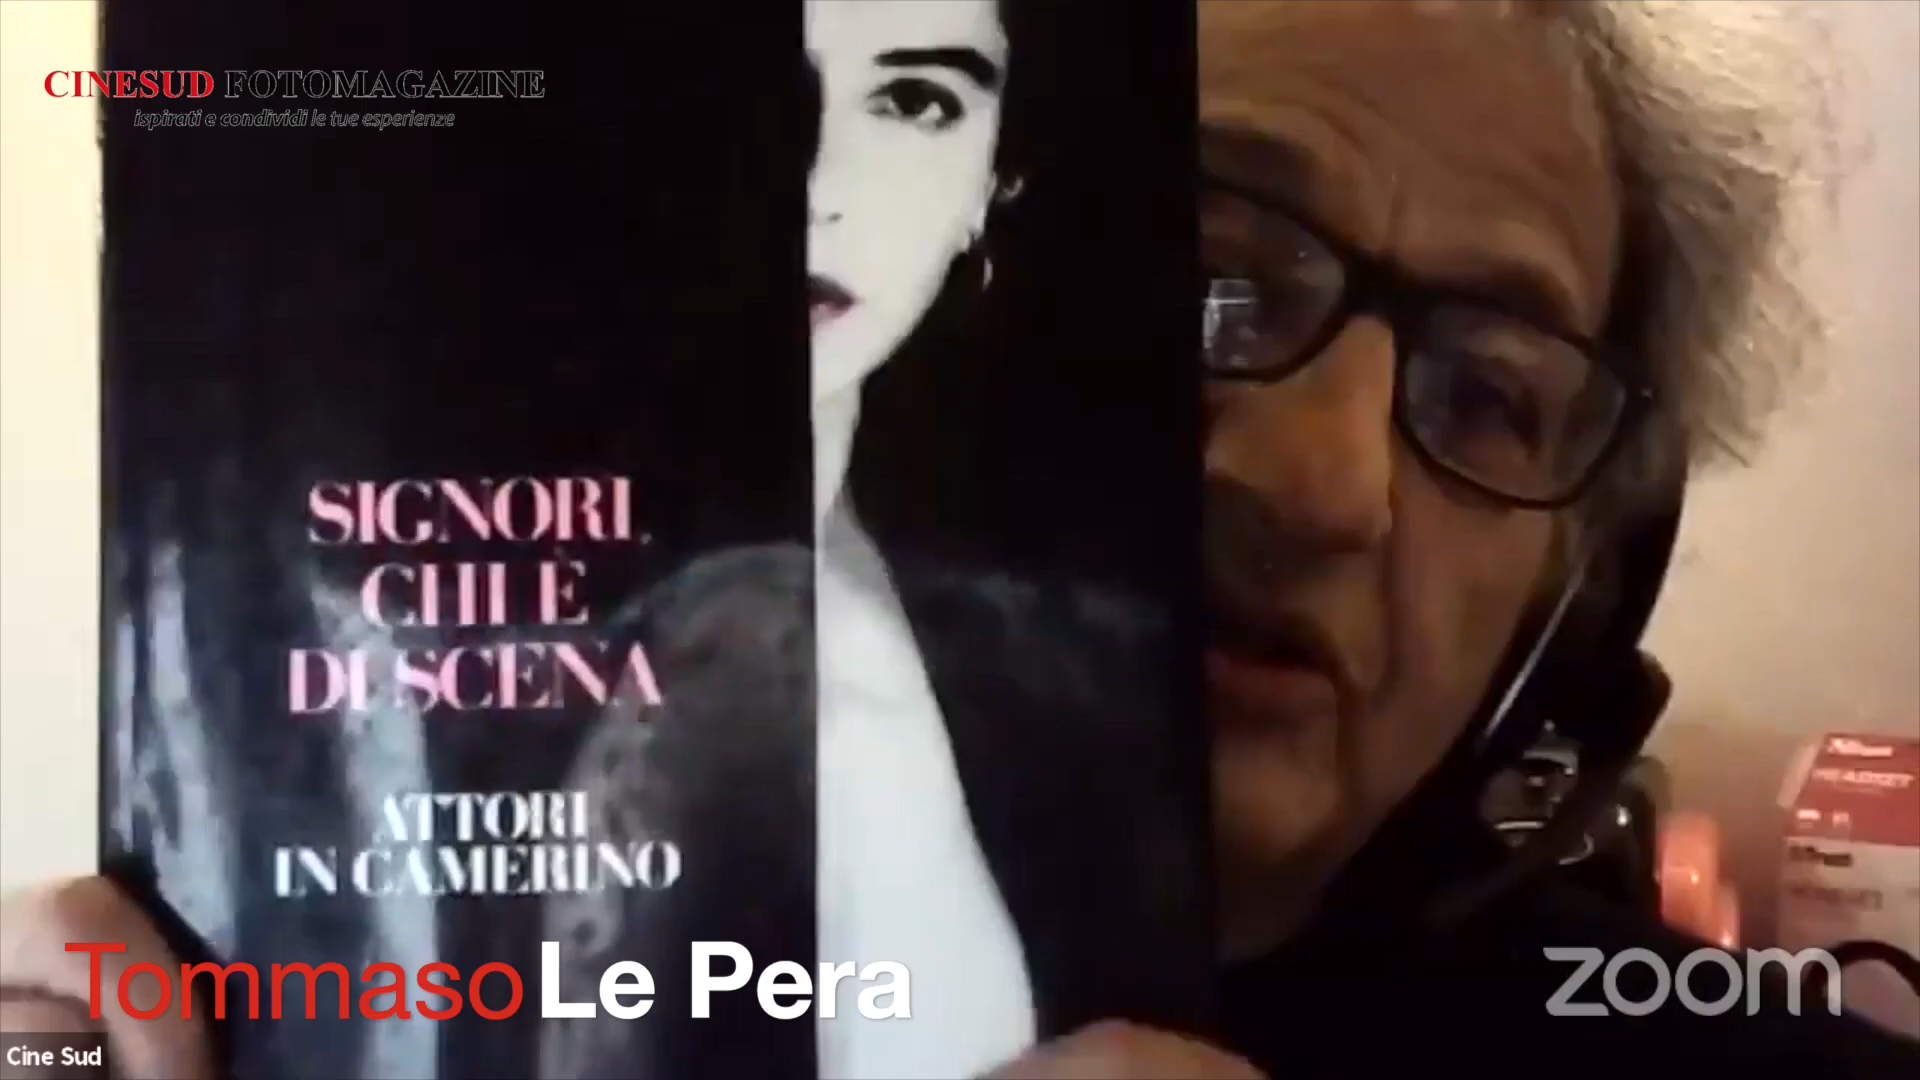 CINESUD FOTOMAGAZINE
ispirati e condividi le tue esperienze
SIGNORI,
CHI È
DI SCENA
ATTORI
IN CAMERINO
Tommaso Le Pera
zoom
Cine Sud
HEADSET